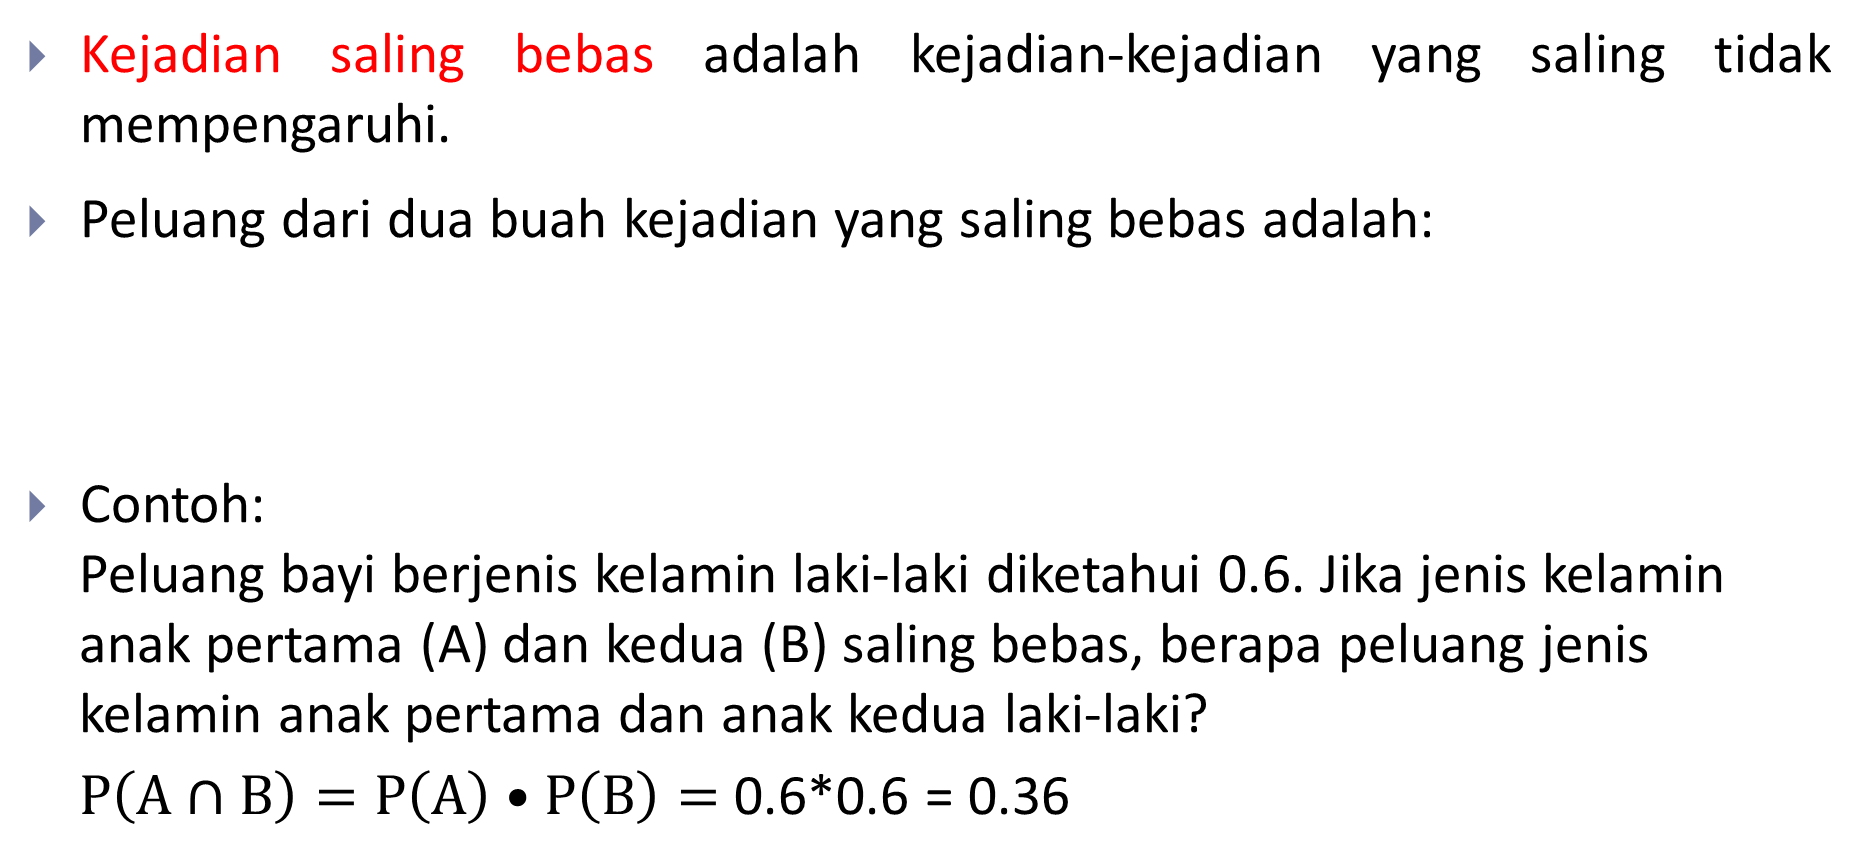 Kejadian saling bebas adalah kejadian-kejadian yang saling tidak
mempengaruhi.
Peluang dari dua buah kejadian yang saling bebas adalah:
Contoh:
Peluang bayi berjenis kelamin laki-laki diketahui 0.6. Jika jenis kelamin
anak pertama (A) dan kedua (B) saling bebas, berapa peluang jenis
kelamin anak pertama dan anak kedua laki-laki?
P(A ∩ B) = P(A) • P(B) = 0.6*0.6 = 0.36